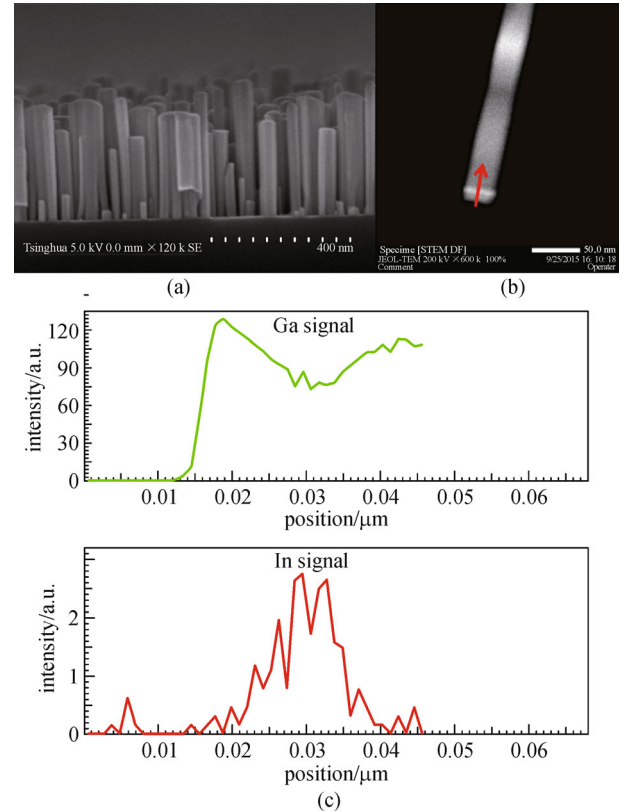 Tsinghua 5.0 kV 0.0 mm ×120 k SE
400 nm
Specime [STEM DF]
JEOL-TEM 200 kV ×600 k 100%
Comment
50.0 nm
9/25/2015 16:10:18
Operater
(a)
(b)
Ga signal
intensity/a.u.
120
90
60
30
0
0.01 0.02 0.03 0.04 0.05 0.06
position/μm
In signal
intensity/a.u.
2
1
0
0.01 0.02 0.03 0.04 0.05 0.06
position/μm
(c)